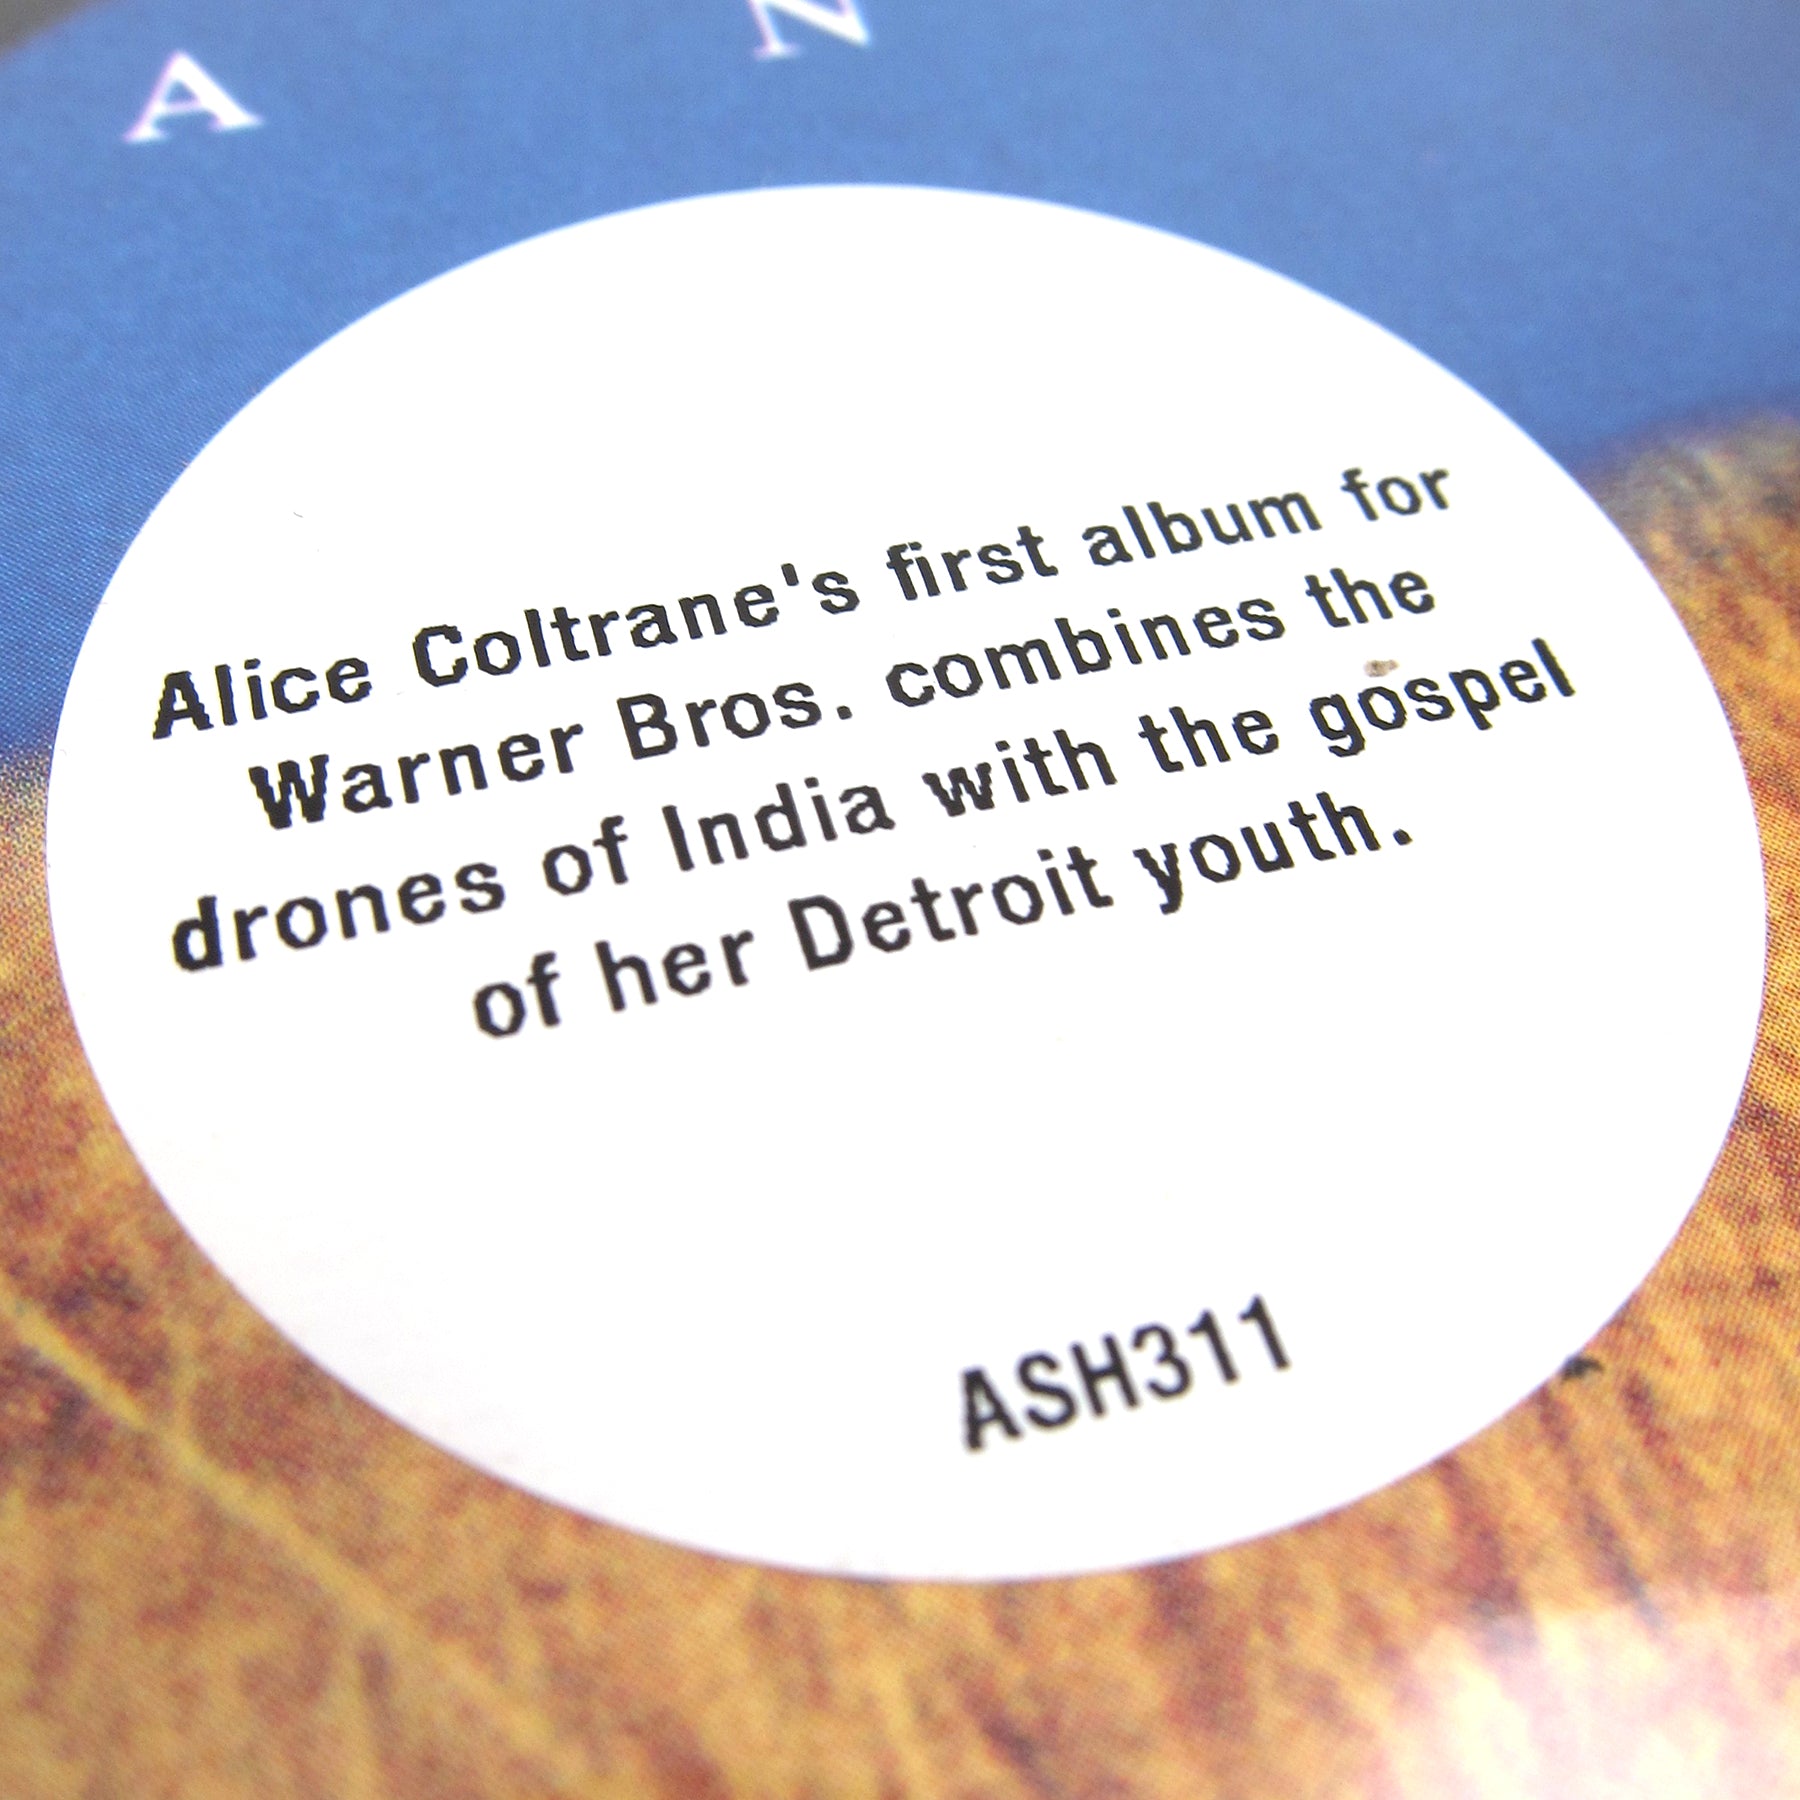 A N
Alice Coltrane's first album for
Warner Bros. combines the
drones of India with the gospel
of her Detroit youth.
ASH311